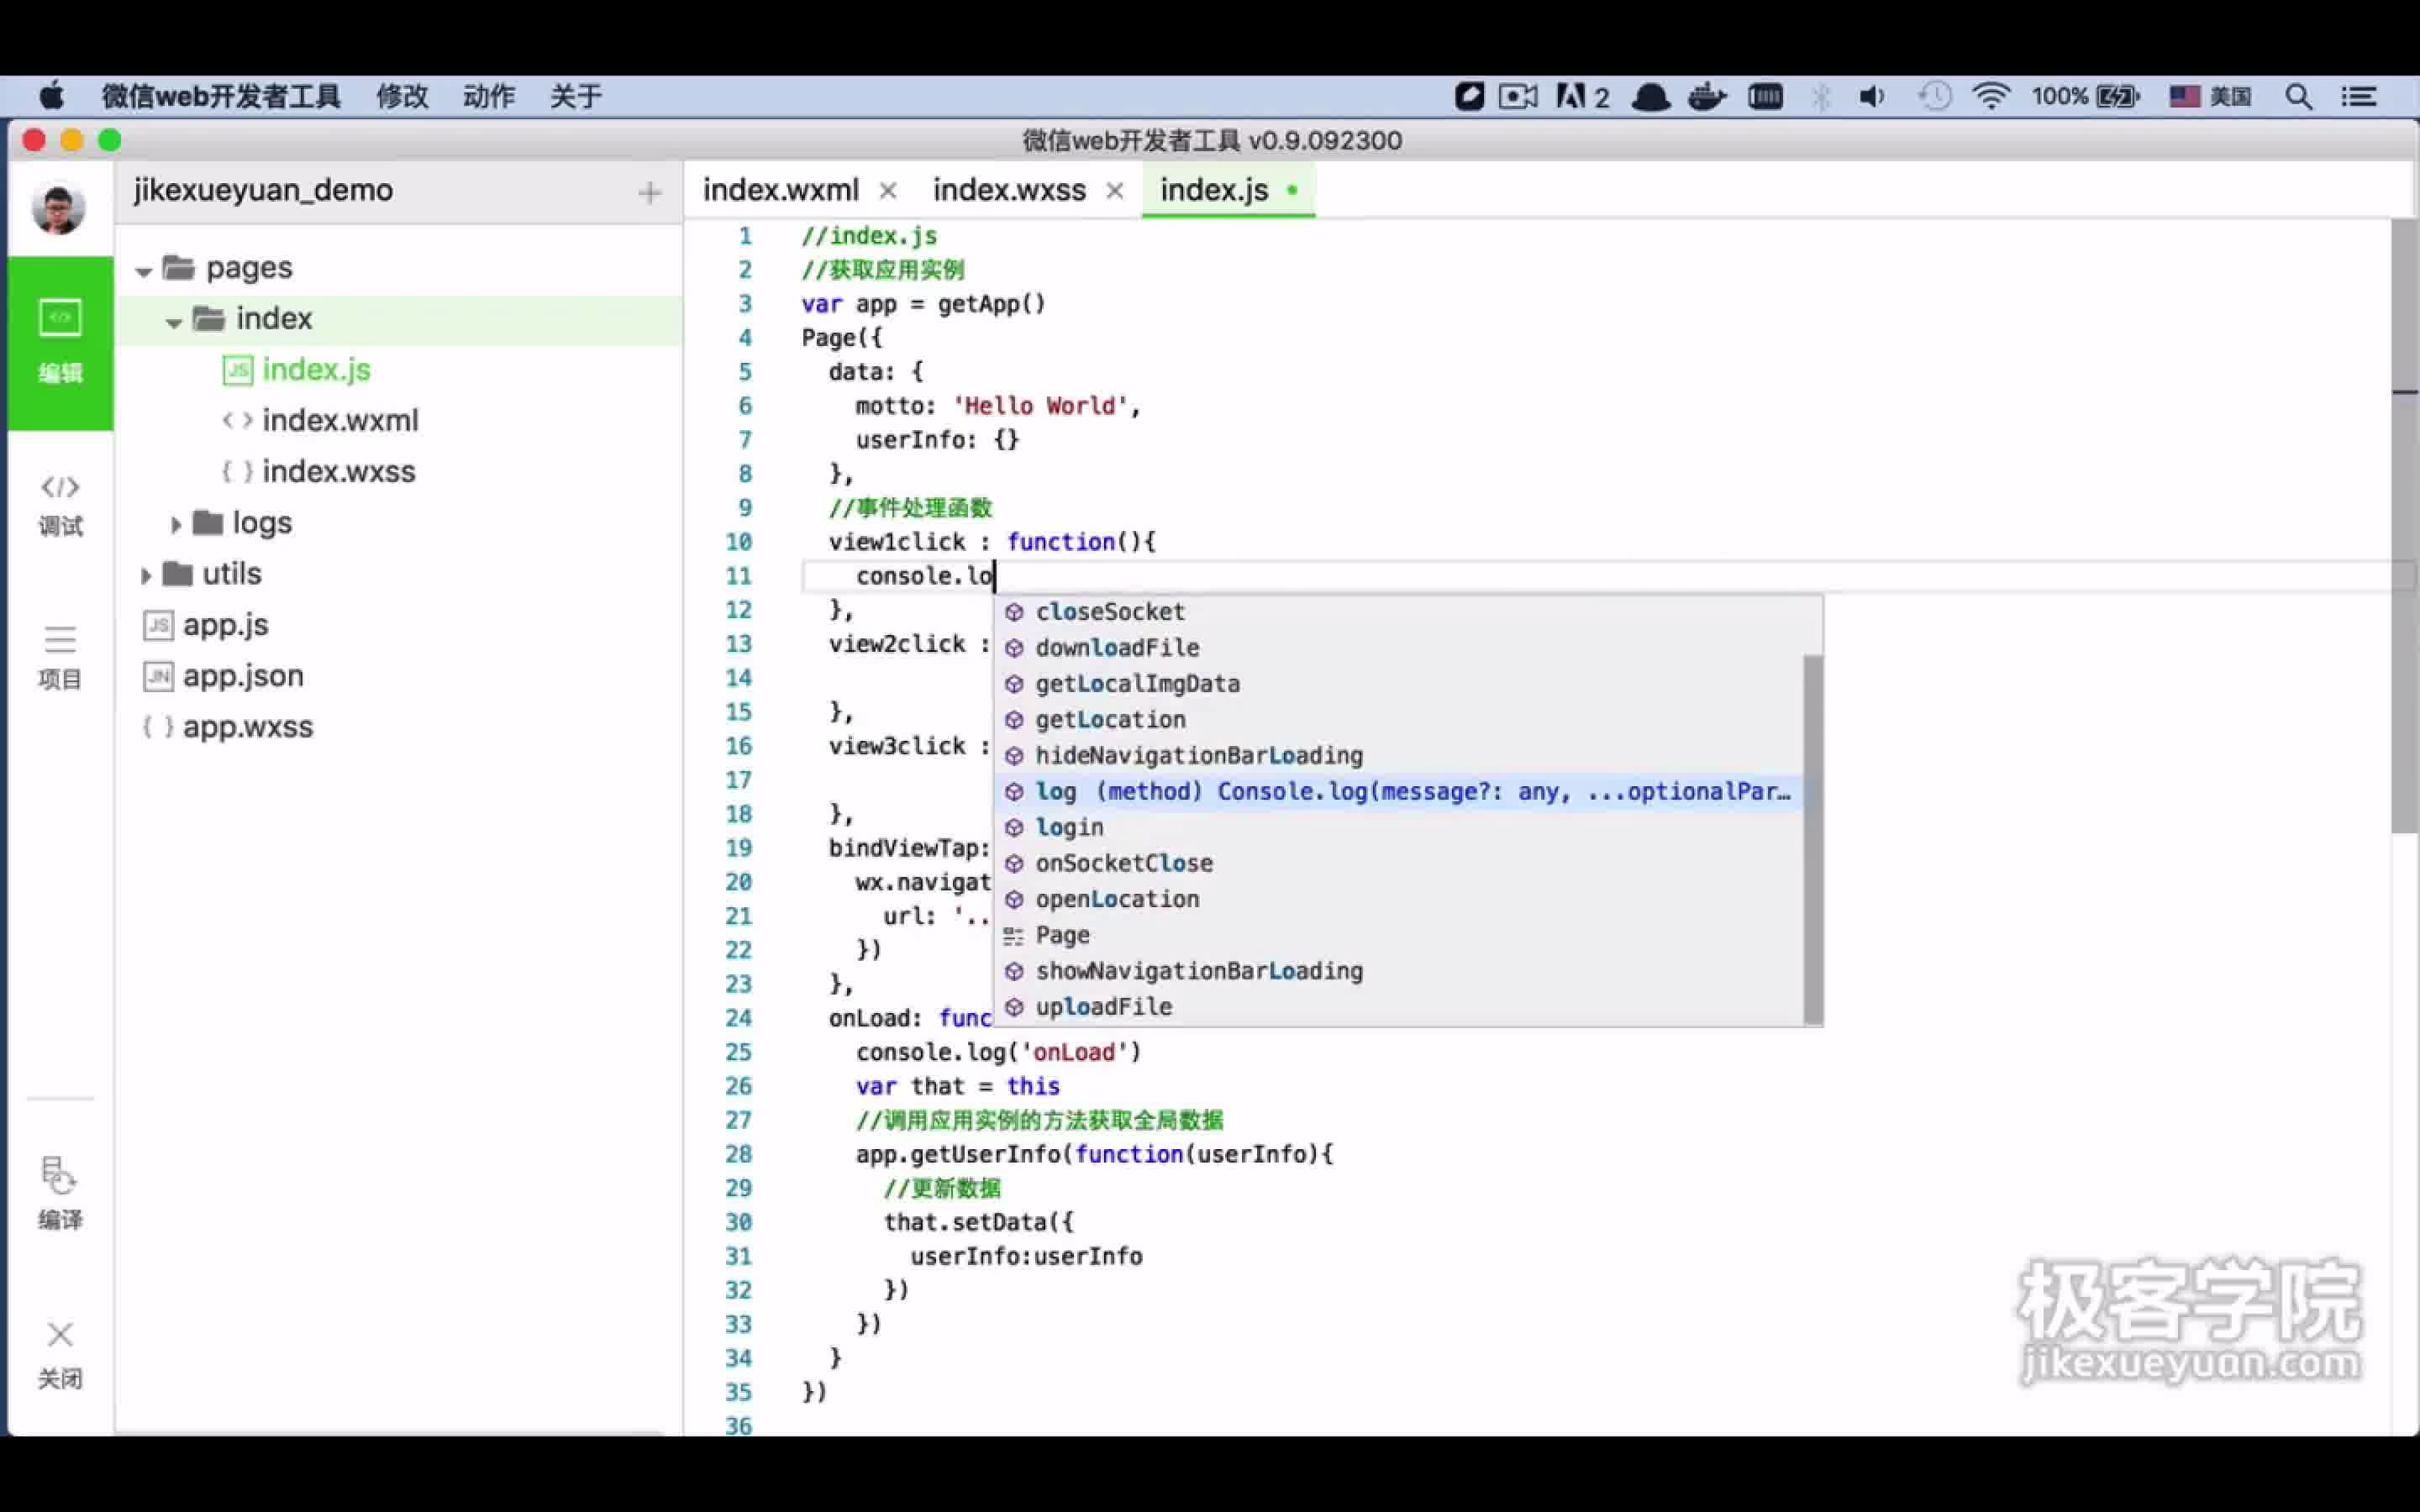 微信web开发者工具 修改 动作 关于 2 100% 美国
微信web开发者工具 v0.9.092300
jikexueyuan_demo +
index.wxml × index.wxss × index.js
编辑
调试
项目
编译
关闭
pages
index
JS index.js
< > index.wxml
{ } index.wxss
logs
utils
JS app.js
JN app.json
{ } app.wxss
1 //index.js
2 //获取应用实例
3 var app = getApp()
4 Page({
5 data: {
6 motto: 'Hello World',
7 userInfo: {}
8 },
9 //事件处理函数
10 view1click : function(){
11 console.lo
12 },
13 view2click :
14
15 },
16 view3click :
17
18 },
19 bindViewTap:
20 wx.navigat
21 url: '..
22 })
23 },
24 onLoad: func
25 console.log('onLoad')
26 var that = this
27 //调用应用实例的方法获取全局数据
28 app.getUserInfo(function(userInfo){
29 //更新数据
30 that.setData({
31 userInfo:userInfo
32 })
33 })
34 }
35 })
36
closeSocket
downloadFile
getLocalImgData
getLocation
hideNavigationBarLoading
log (method) Console.log(message?: any, ...optionalPar…
login
onSocketClose
openLocation
Page
showNavigationBarLoading
uploadFile
极客学院
jikexueyuan.com